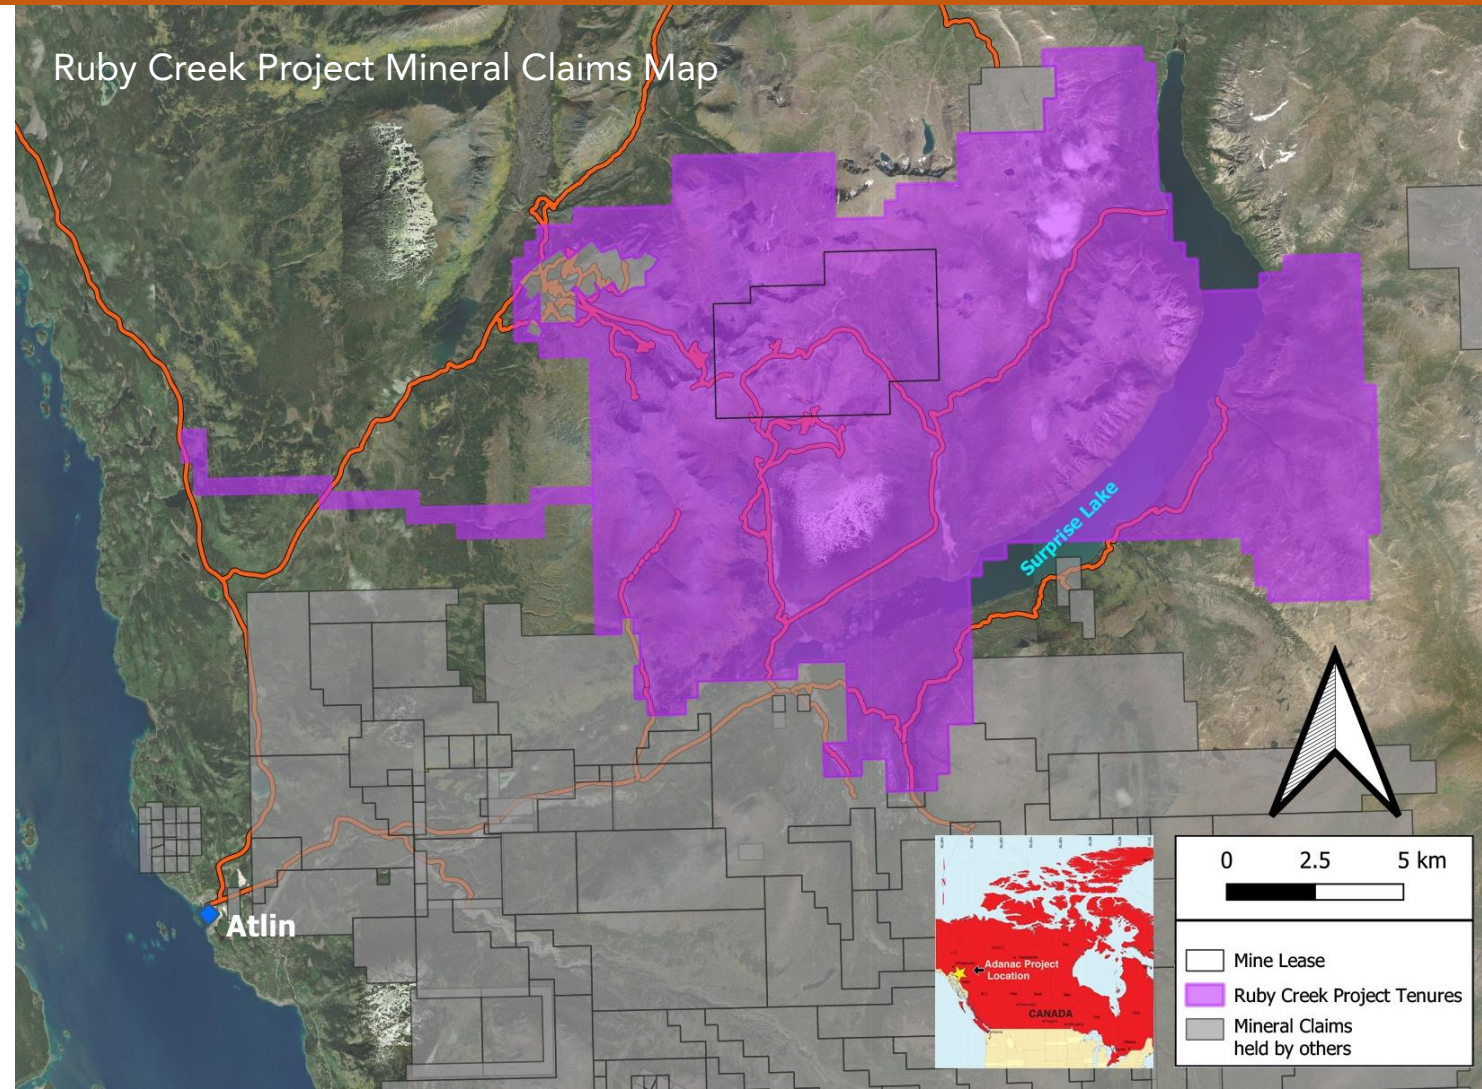 Ruby Creek Project Mineral Claims Map
Surprise Lake
Atlin
Adanac Project
Location
CANADA
0 2.5 5 km
Mine Lease
Ruby Creek Project Tenures
Mineral Claims
held by others